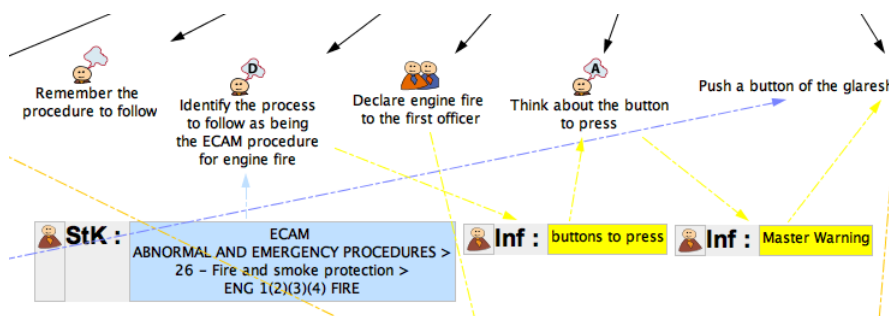 D
A
Remember the
procedure to follow
Identify the process
to follow as being
the ECAM procedure
for engine fire
Declare engine fire
to the first officer
Think about the button
to press
Push a button of the glaresh
StK :
ECAM
ABNORMAL AND EMERGENCY PROCEDURES >
26 – Fire and smoke protection >
ENG 1(2)(3)(4) FIRE
Inf :
buttons to press
Inf :
Master Warning